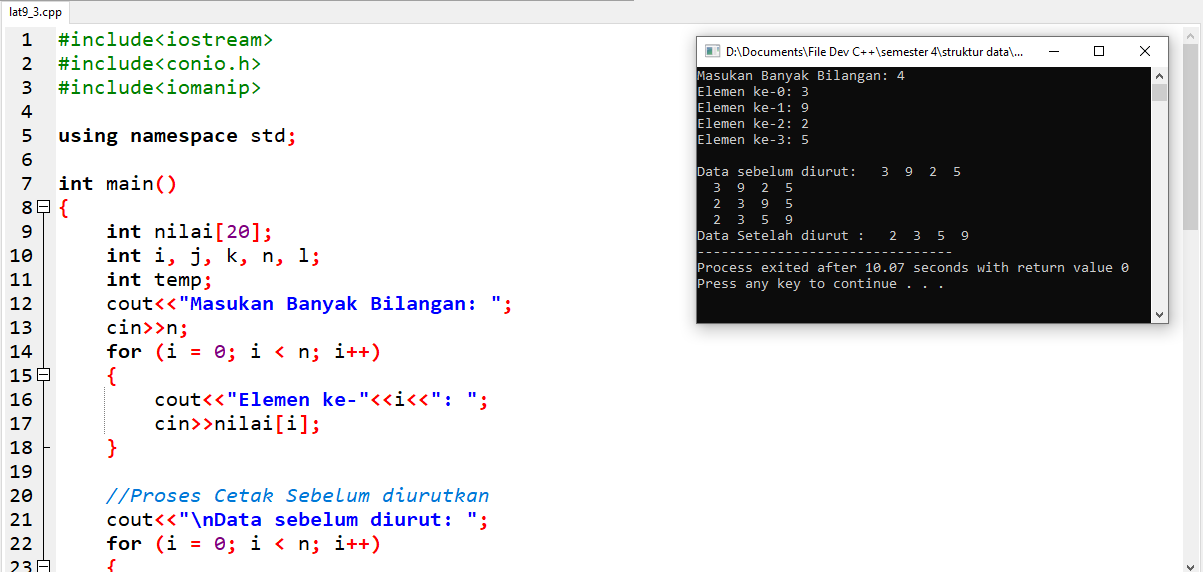 lat9_3.cpp
1 #include<iostream>
2 #include<conio.h>
3 #include<iomanip>
4
5 using namespace std;
6
7 int main()
8 {
9 int nilai[20];
10 int i, j, k, n, l;
11 int temp;
12 cout<<"Masukan Banyak Bilangan: ";
13 cin>>n;
14 for (i = 0; i < n; i++)
15 {
16 cout<<"Elemen ke-"<<i<<": ";
17 cin>>nilai[i];
18 }
19
20 //Proses Cetak Sebelum diurutkan
21 cout<<"\nData sebelum diurut: ";
22 for (i = 0; i < n; i++)
23 {
D:\Documents\File Dev C++\semester 4\struktur data\...
Masukan Banyak Bilangan: 4
Elemen ke-0: 3
Elemen ke-1: 9
Elemen ke-2: 2
Elemen ke-3: 5
Data sebelum diurut:   3  9  2  5
3  9  2  5
2  3  9  5
2  3  5  9
Data Setelah diurut :   2  3  5  9
--------------------------------
Process exited after 10.07 seconds with return value 0
Press any key to continue . . .